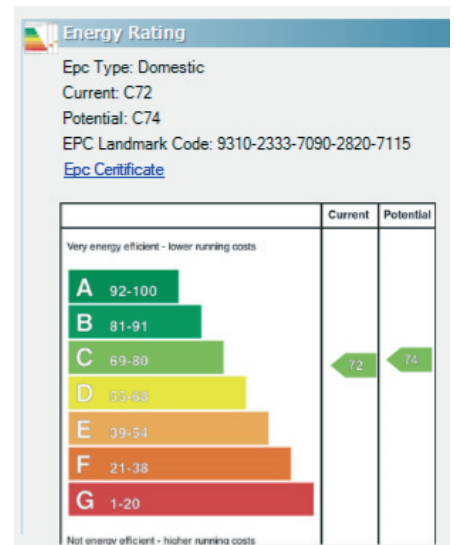 Energy Rating
Epc Type: Domestic
Current: C72
Potential: C74
EPC Landmark Code: 9310-2333-7090-2820-7115
Epc Ceritificate
Current Potential
Very energy efficient - lower running costs
A 92-100
B 81-91
C 69-80
72 74
D 55-68
E 39-54
F 21-38
G 1-20
Not energy efficient - higher running costs